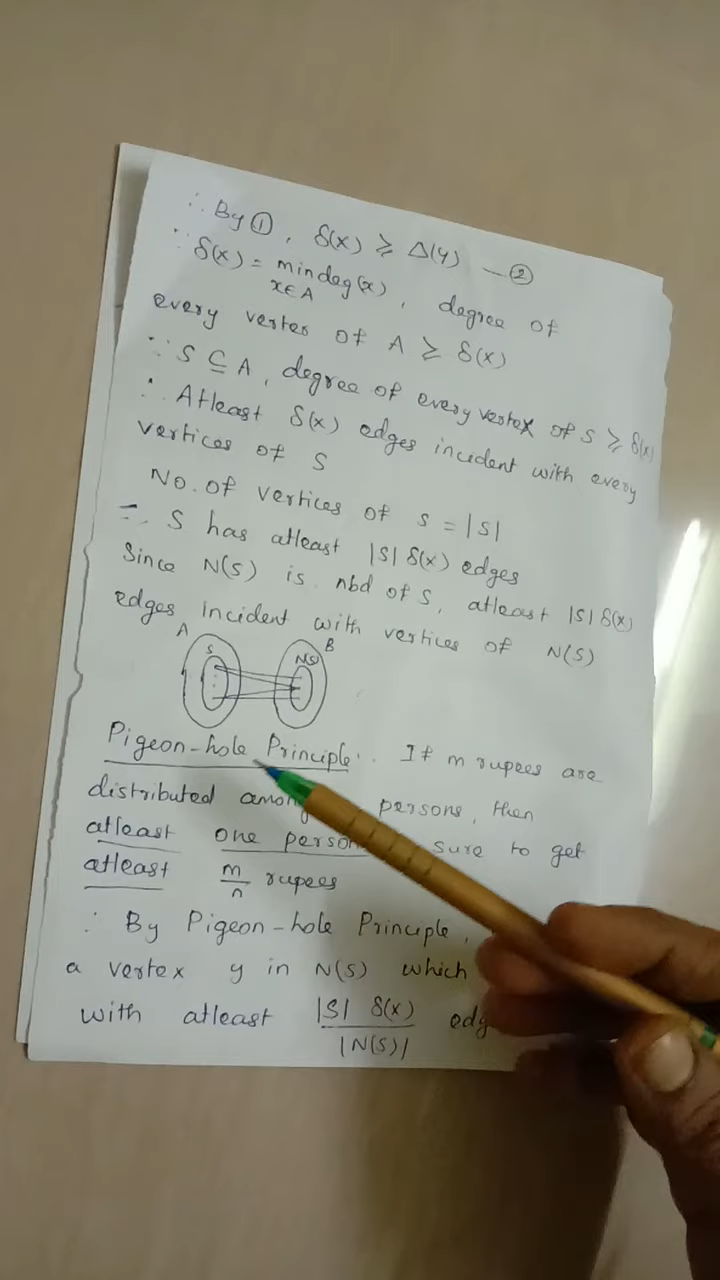 ∴ By ①, δ(x) ≥ Δ(y) — ②
∵ δ(x) = min deg(x), degree of
x∈A
every vertex of A ≥ δ(x)
∵ S ⊆ A, degree of every vertex of S ≥ δ(x)
∴ Atleast δ(x) edges incident with every
vertices of S
No. of vertices of S = |S|
∴ S has atleast |S| δ(x) edges
Since N(S) is nbd of S, atleast |S| δ(x)
edges incident with vertices of N(S)
A S N(S) B
Pigeon-hole Principle: If m rupees are
distributed among persons, then
atleast one person sure to get
atleast m/n rupees
∴ By Pigeon-hole Principle,
a vertex y in N(S) which
with atleast |S| δ(x) / |N(S)|